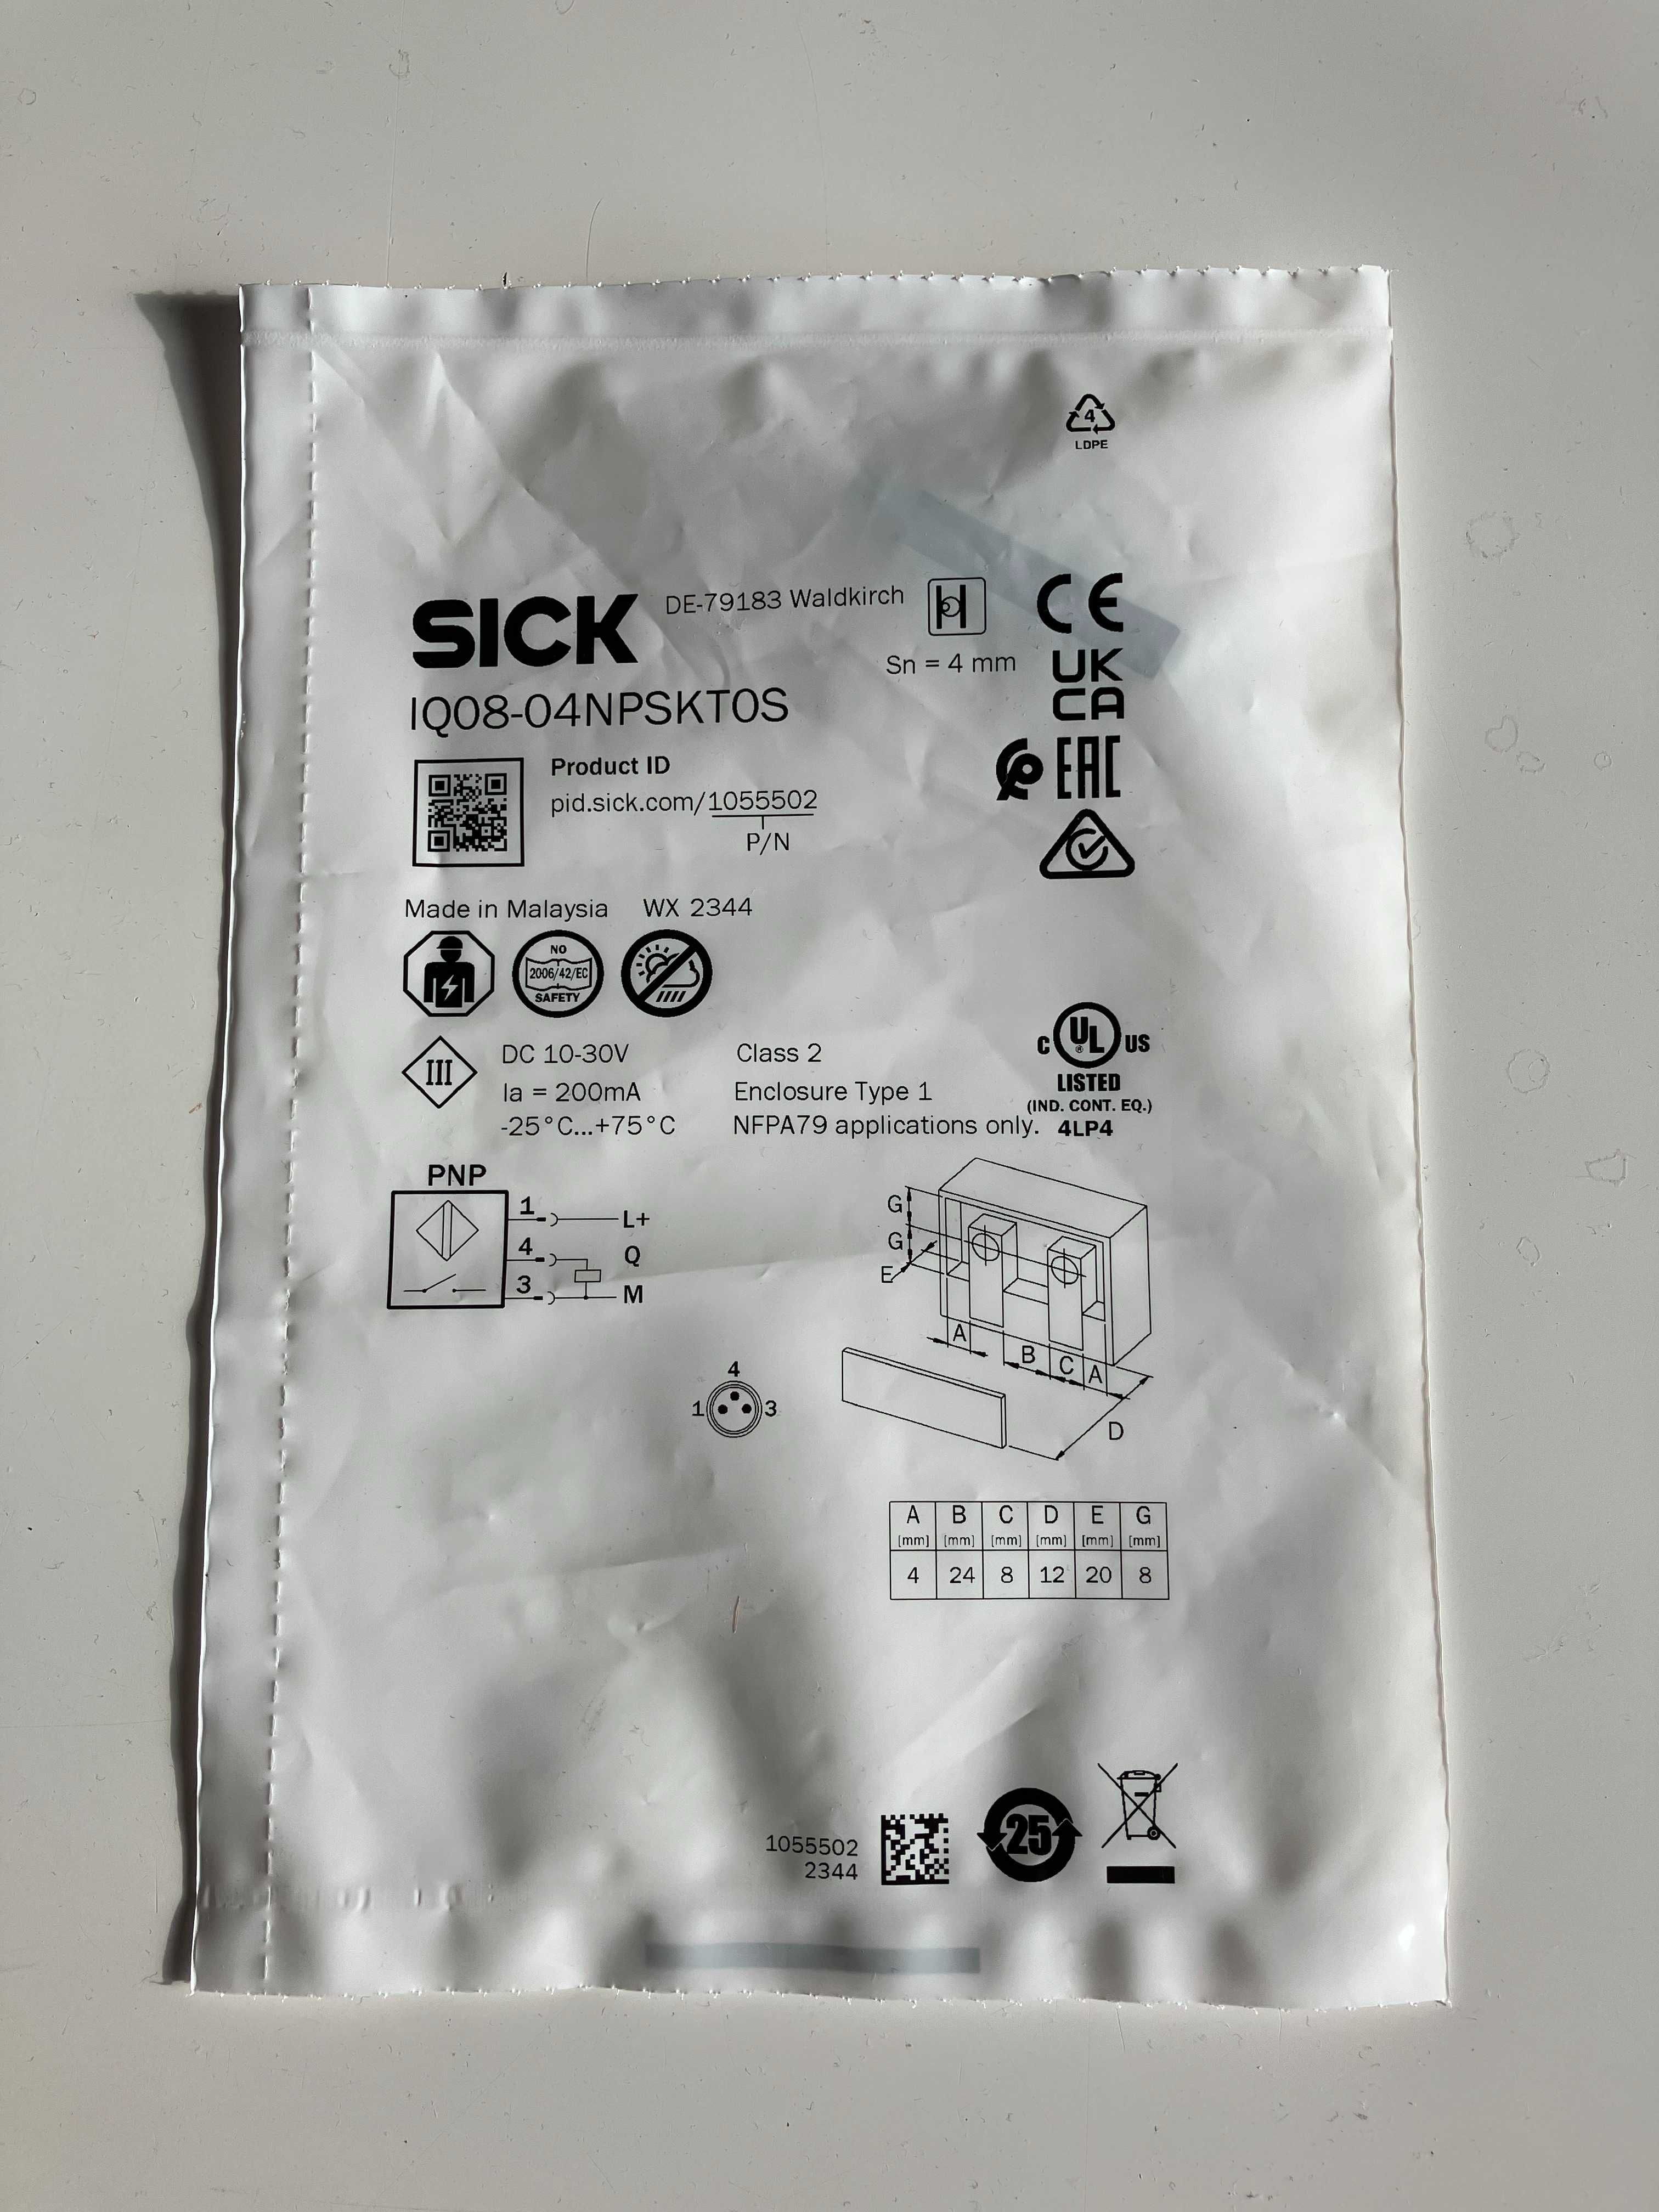 4
LDPE
SICK
DE-79183 Waldkirch
CE
Sn = 4 mm
UK
CA
IQ08-04NPSKT0S
EAC
Product ID
pid.sick.com/1055502
P/N
Made in Malaysia WX 2344
NO
2006/42/EC
SAFETY
III
DC 10-30V
Ia = 200mA
-25°C...+75°C
Class 2
Enclosure Type 1
NFPA79 applications only.
C UL US
®
LISTED
(IND. CONT. EQ.)
4LP4
PNP
1 L+
4 Q
3 M
G
G
E
A B C A
D
4
1 3
A B C D E G
[mm] [mm] [mm] [mm] [mm] [mm]
4 24 8 12 20 8
1055502
2344
25